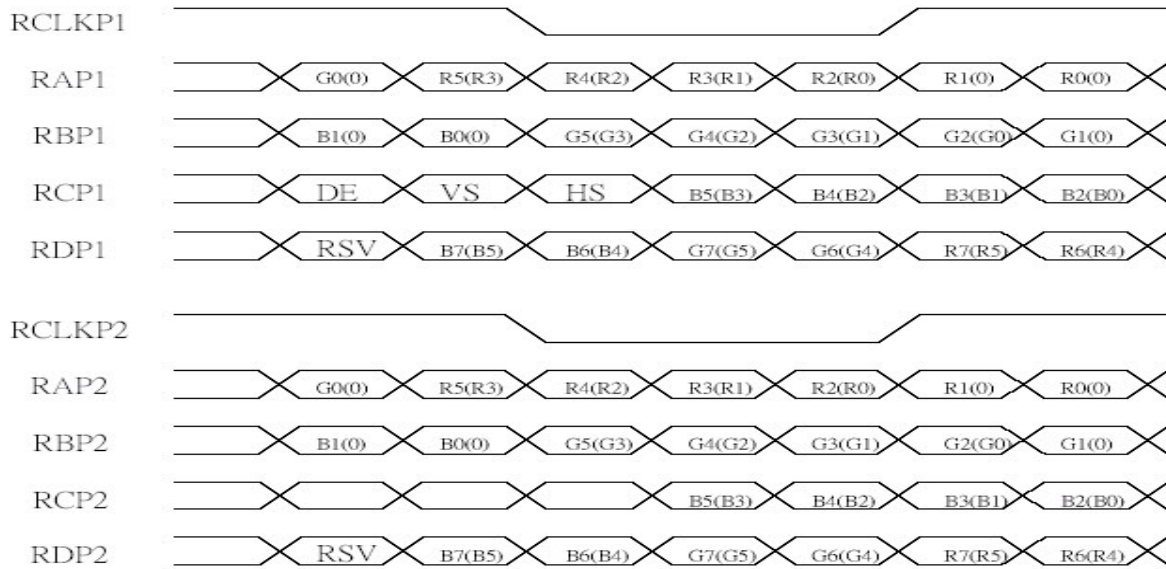 RCLKP1
RAP1 G0(0) R5(R3) R4(R2) R3(R1) R2(R0) R1(0) R0(0)
RBP1 B1(0) B0(0) G5(G3) G4(G2) G3(G1) G2(G0) G1(0)
RCP1 DE VS HS B5(B3) B4(B2) B3(B1) B2(B0)
RDP1 RSV B7(B5) B6(B4) G7(G5) G6(G4) R7(R5) R6(R4)
RCLKP2
RAP2 G0(0) R5(R3) R4(R2) R3(R1) R2(R0) R1(0) R0(0)
RBP2 B1(0) B0(0) G5(G3) G4(G2) G3(G1) G2(G0) G1(0)
RCP2 B5(B3) B4(B2) B3(B1) B2(B0)
RDP2 RSV B7(B5) B6(B4) G7(G5) G6(G4) R7(R5) R6(R4)